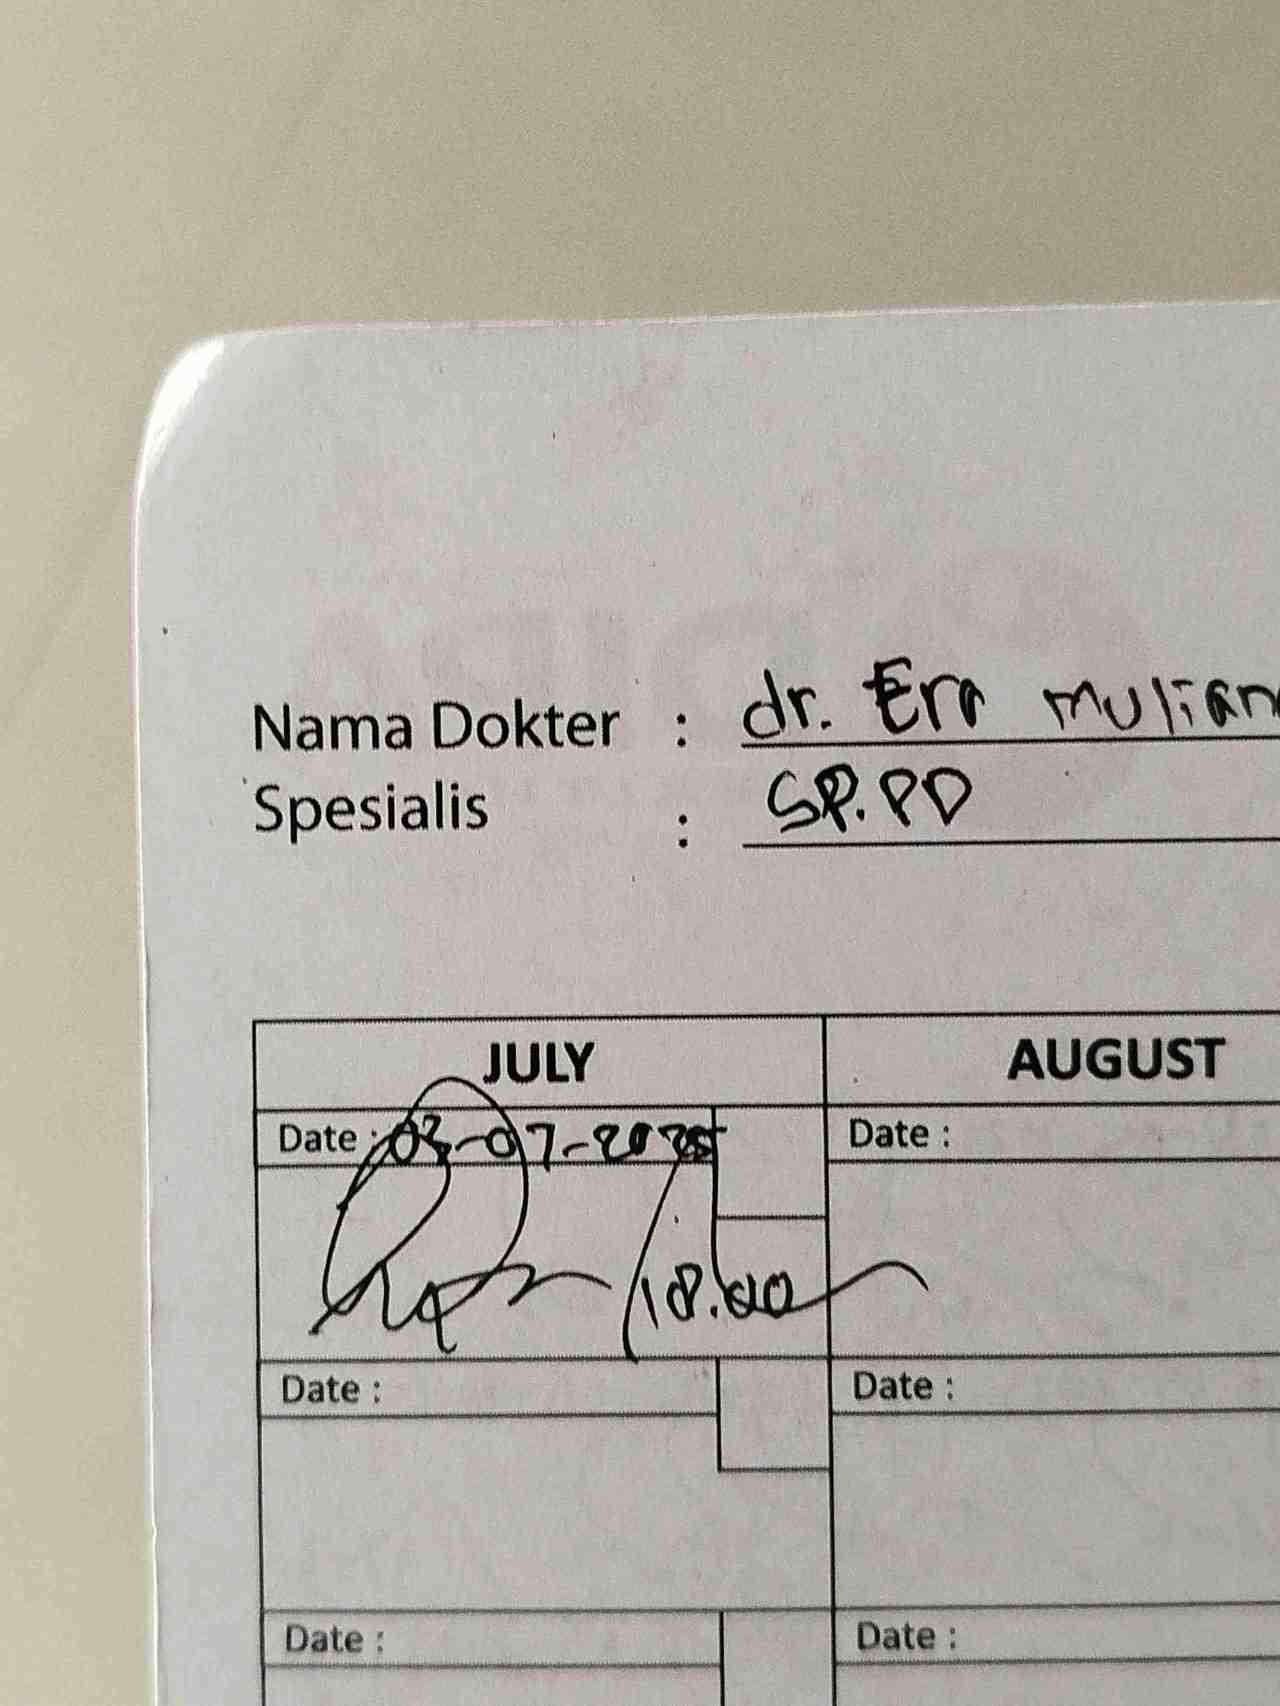 Nama Dokter : dr. Era Mulian
Spesialis : SP.PD
JULY AUGUST
Date : 03-07-2025 Date :
18.00
Date : Date :
Date : Date :